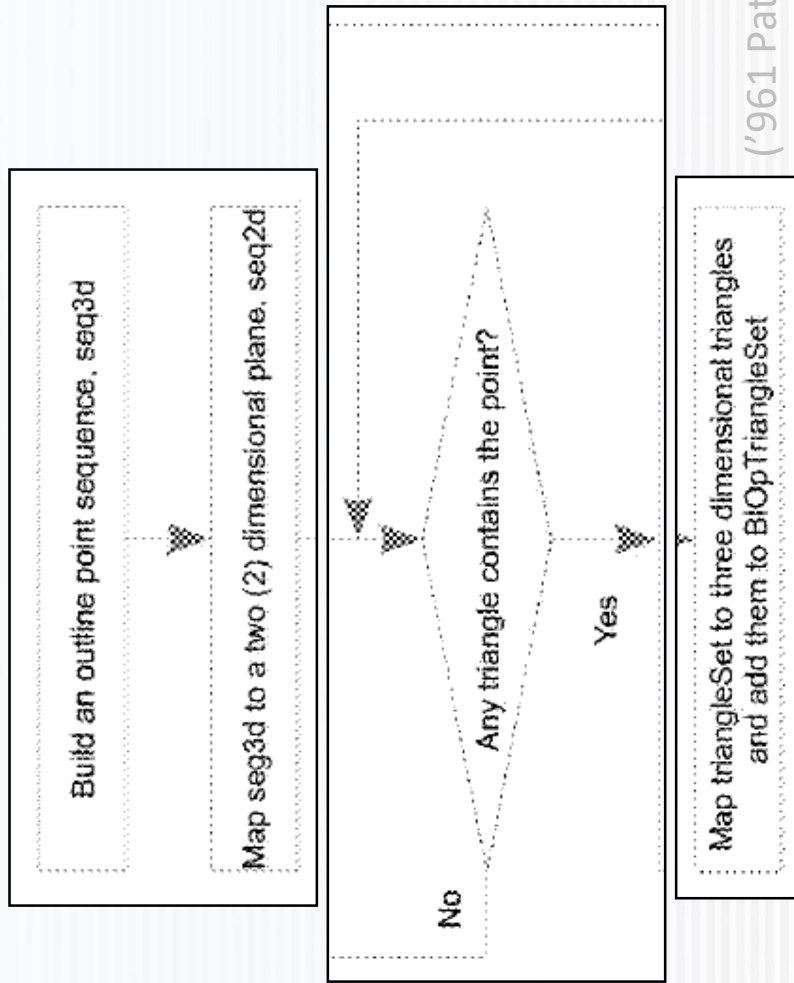 Build an outline point sequence, seq3d
Map seg3d to a two (2) dimensional plane, seq2d
Any triangle contains the point?
No
Yes
Map triangleSet to three dimensional triangles
and add them to BlOpTriangleSet
('961 Pat